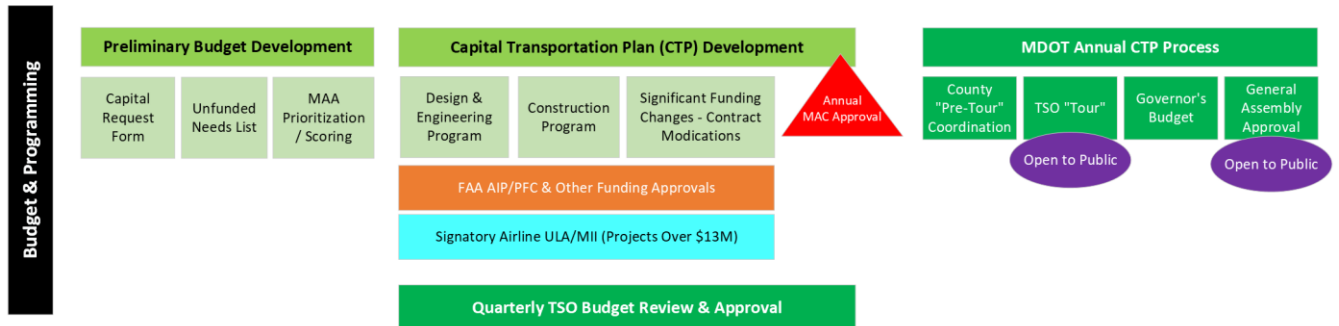 Budget & Programming
Preliminary Budget Development
Capital
Request
Form
Unfunded
Needs List
MAA
Prioritization
/ Scoring
Capital Transportation Plan (CTP) Development
Design &
Engineering
Program
Construction
Program
Significant Funding
Changes - Contract
Modications
Annual
MAC Approval
FAA AIP/PFC & Other Funding Approvals
Signatory Airline ULA/MII (Projects Over $13M)
Quarterly TSO Budget Review & Approval
MDOT Annual CTP Process
County
"Pre-Tour"
Coordination
TSO "Tour"
Governor's
Budget
General
Assembly
Approval
Open to Public
Open to Public